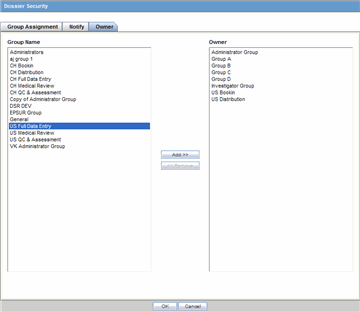 Dossier Security
Group Assignment Notify Owner
Group Name
Administrators
aj group 1
CH Bookin
CH Distribution
CH Full Data Entry
CH Medical Review
CH QC & Assessment
Copy of Administrator Group
DSR DEV
EPSUR Group
General
US Full Data Entry
US Medical Review
US QC & Assessment
VK Administrator Group
Add >>
<< Remove
Owner
Administrator Group
Group A
Group B
Group C
Group D
Investigator Group
US Bookin
US Distribution
OK Cancel